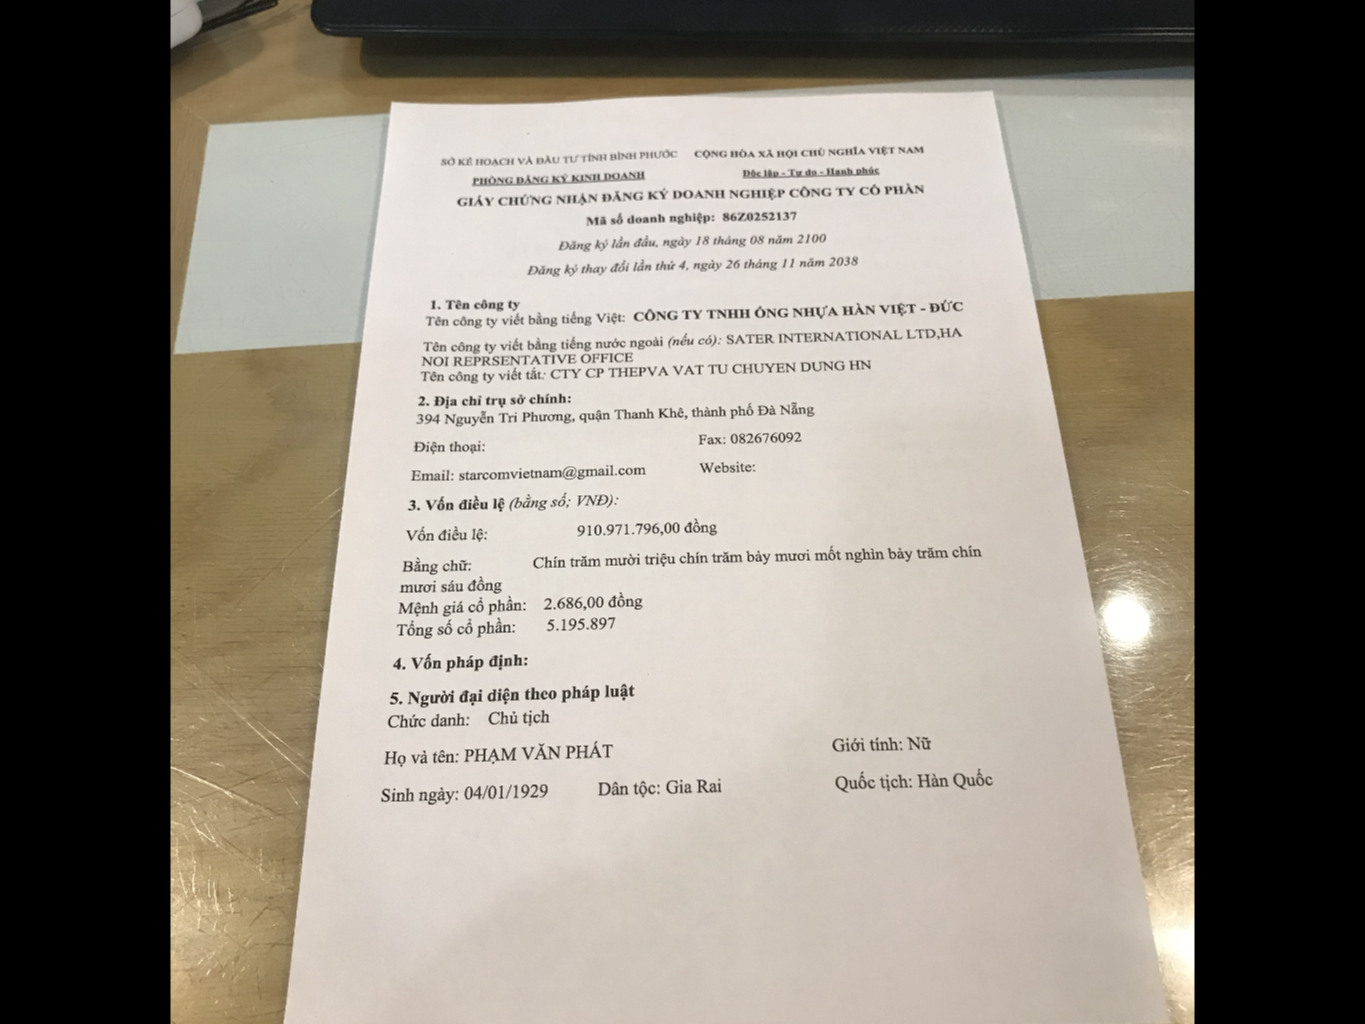 SỞ KẾ HOẠCH VÀ ĐẦU TƯ TỈNH BÌNH PHƯỚC CỘNG HÒA XÃ HỘI CHỦ NGHĨA VIỆT NAM
PHÒNG ĐĂNG KÝ KINH DOANH Độc lập - Tự do - Hạnh phúc
GIẤY CHỨNG NHẬN ĐĂNG KÝ DOANH NGHIỆP CÔNG TY CỔ PHẦN
Mã số doanh nghiệp: 86Z0252137
Đăng ký lần đầu, ngày 18 tháng 08 năm 2100
Đăng ký thay đổi lần thứ 4, ngày 26 tháng 11 năm 2038
1. Tên công ty
Tên công ty viết bằng tiếng Việt: CÔNG TY TNHH ỐNG NHỰA HÀN VIỆT - ĐỨC
Tên công ty viết bằng tiếng nước ngoài (nếu có): SATER INTERNATIONAL LTD,HA
NOI REPRSENTATIVE OFFICE
Tên công ty viết tắt: CTY CP THEPVA VAT TU CHUYEN DUNG HN
2. Địa chỉ trụ sở chính:
394 Nguyễn Tri Phương, quận Thanh Khê, thành phố Đà Nẵng
Điện thoại: Fax: 082676092
Email: starcomvietnam@gmail.com Website:
3. Vốn điều lệ (bằng số; VNĐ):
Vốn điều lệ: 910.971.796,00 đồng
Bằng chữ: Chín trăm mười triệu chín trăm bảy mươi mốt nghìn bảy trăm chín
mươi sáu đồng
Mệnh giá cổ phần: 2.686,00 đồng
Tổng số cổ phần: 5.195.897
4. Vốn pháp định:
5. Người đại diện theo pháp luật
Chức danh: Chủ tịch
Họ và tên: PHẠM VĂN PHÁT Giới tính: Nữ
Sinh ngày: 04/01/1929 Dân tộc: Gia Rai Quốc tịch: Hàn Quốc